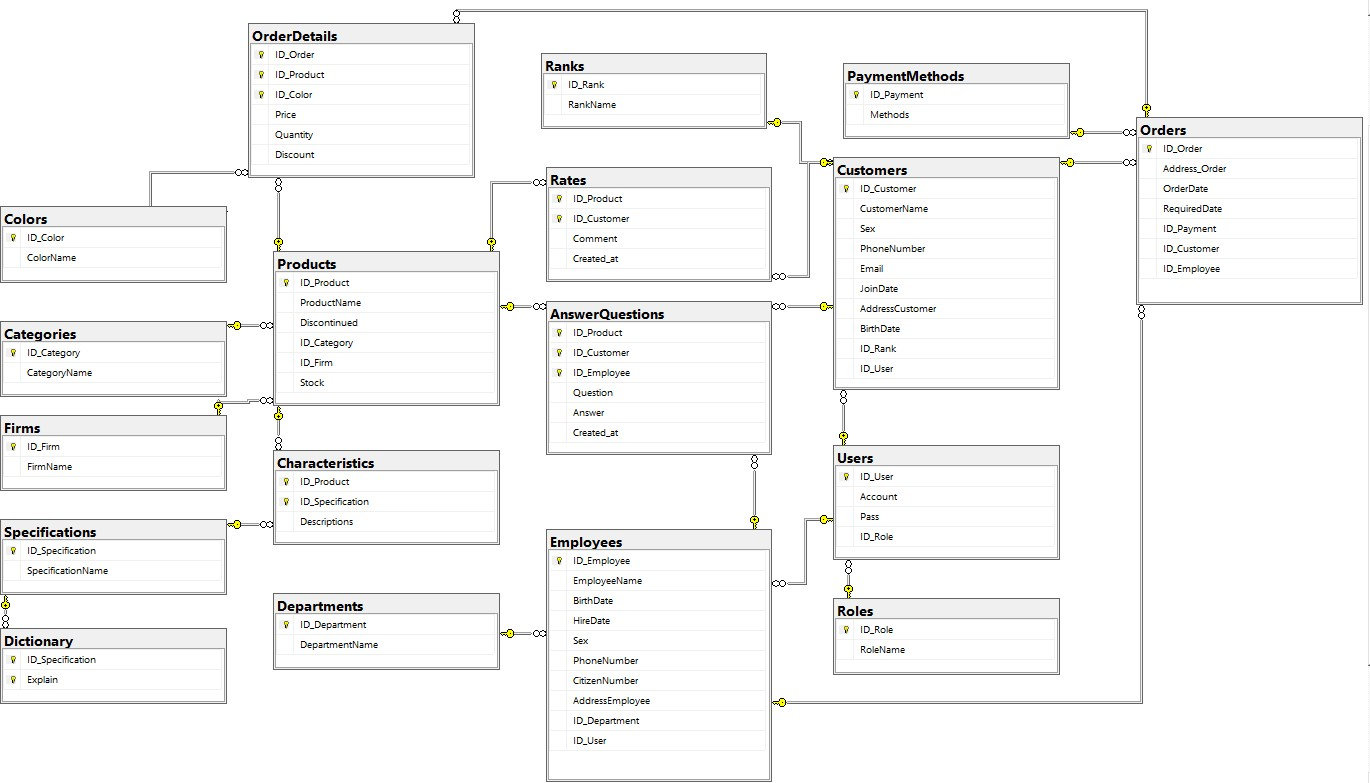 OrderDetails
ID_Order
ID_Product
ID_Color
Price
Quantity
Discount
Ranks
ID_Rank
RankName
PaymentMethods
ID_Payment
Methods
Orders
ID_Order
Address_Order
OrderDate
RequiredDate
ID_Payment
ID_Customer
ID_Employee
Colors
ID_Color
ColorName
Products
ID_Product
ProductName
Discontinued
ID_Category
ID_Firm
Stock
Rates
ID_Product
ID_Customer
Comment
Created_at
Customers
ID_Customer
CustomerName
Sex
PhoneNumber
Email
JoinDate
AddressCustomer
BirthDate
ID_Rank
ID_User
Categories
ID_Category
CategoryName
AnswerQuestions
ID_Product
ID_Customer
ID_Employee
Question
Answer
Created_at
Firms
ID_Firm
FirmName
Characteristics
ID_Product
ID_Specification
Descriptions
Users
ID_User
Account
Pass
ID_Role
Specifications
ID_Specification
SpecificationName
Departments
ID_Department
DepartmentName
Employees
ID_Employee
EmployeeName
BirthDate
HireDate
Sex
PhoneNumber
CitizenNumber
AddressEmployee
ID_Department
ID_User
Roles
ID_Role
RoleName
Dictionary
ID_Specification
Explain